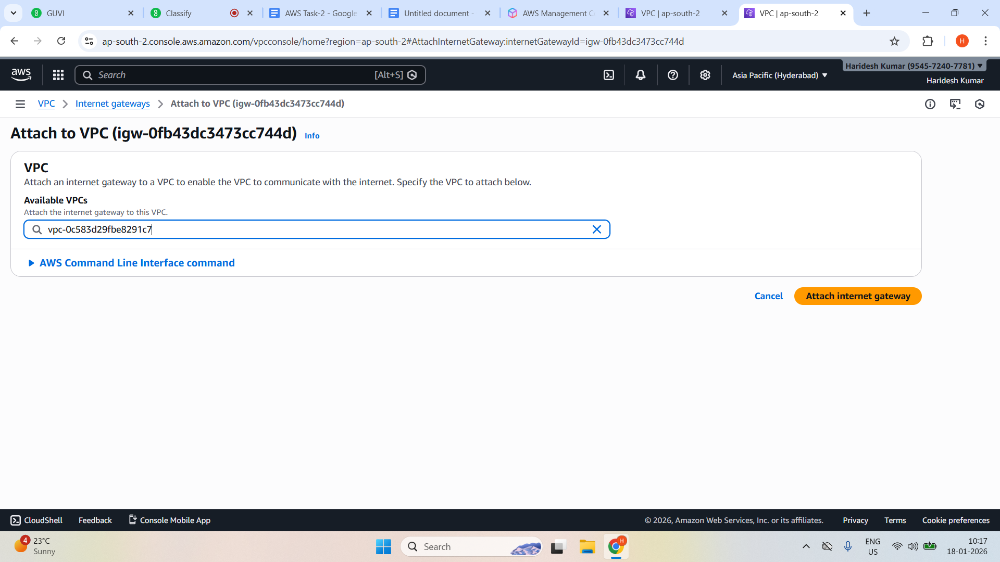 GUVI
Classify
AWS Task-2 - Google
Untitled document -
AWS Management C
VPC | ap-south-2
VPC | ap-south-2
ap-south-2.console.aws.amazon.com/vpcconsole/home?region=ap-south-2#AttachInternetGateway:internetGatewayId=igw-0fb43dc3473cc744d
H
aws
Search
[Alt+S]
Asia Pacific (Hyderabad)
Haridesh Kumar (9545-7240-7781)
Haridesh Kumar
VPC
Internet gateways
Attach to VPC (igw-0fb43dc3473cc744d)
Attach to VPC (igw-0fb43dc3473cc744d)
Info
VPC
Attach an internet gateway to a VPC to enable the VPC to communicate with the internet. Specify the VPC to attach below.
Available VPCs
Attach the internet gateway to this VPC.
vpc-0c583d29fbe8291c7
AWS Command Line Interface command
Cancel
Attach internet gateway
CloudShell
Feedback
Console Mobile App
© 2026, Amazon Web Services, Inc. or its affiliates.
Privacy
Terms
Cookie preferences
4
23°C
Sunny
Search
H
ENG
US
10:17
18-01-2026